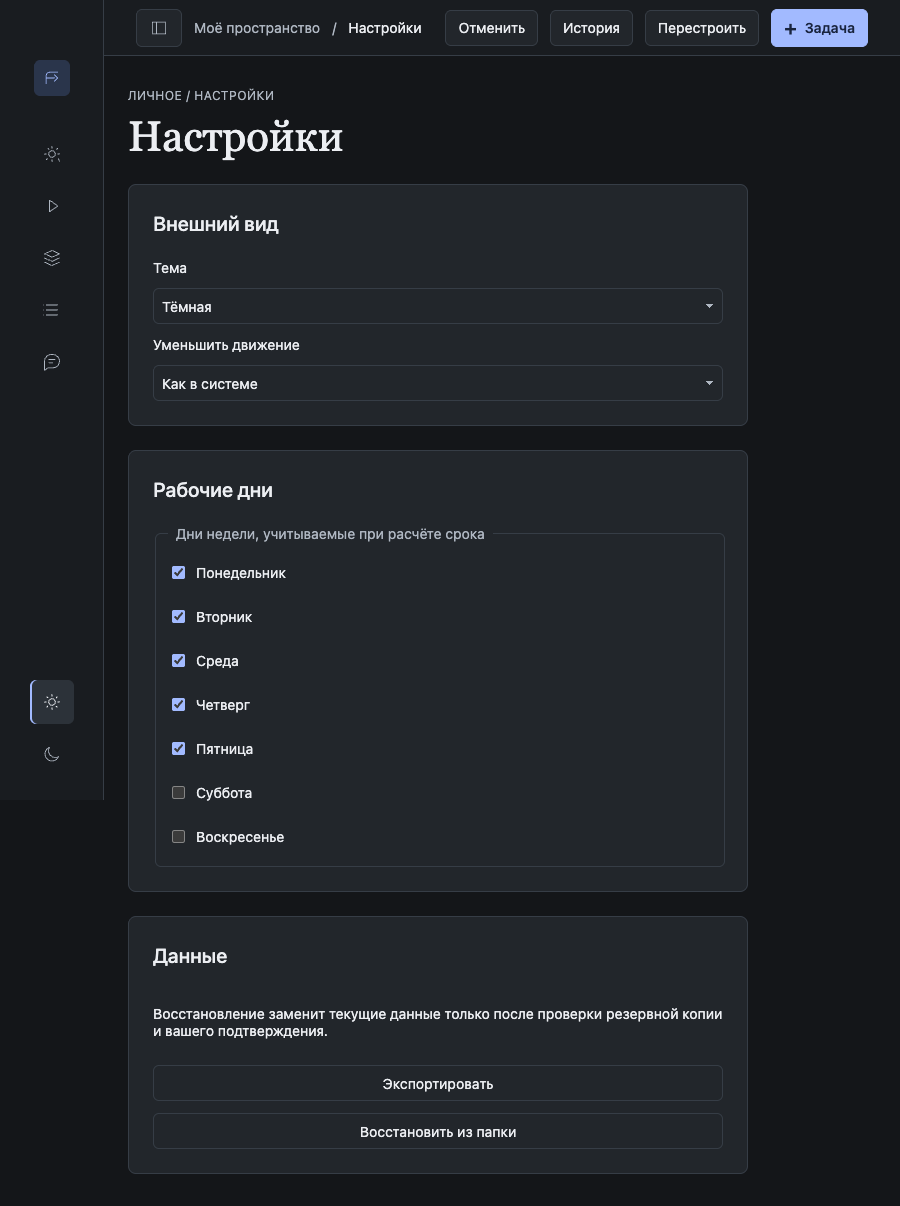 Моё пространство / Настройки Отменить История Перестроить + Задача
ЛИЧНОЕ / НАСТРОЙКИ
Настройки
Внешний вид
Тема
Тёмная
Уменьшить движение
Как в системе
Рабочие дни
Дни недели, учитываемые при расчёте срока
Понедельник
Вторник
Среда
Четверг
Пятница
Суббота
Воскресенье
Данные
Восстановление заменит текущие данные только после проверки резервной копии
и вашего подтверждения.
Экспортировать
Восстановить из папки